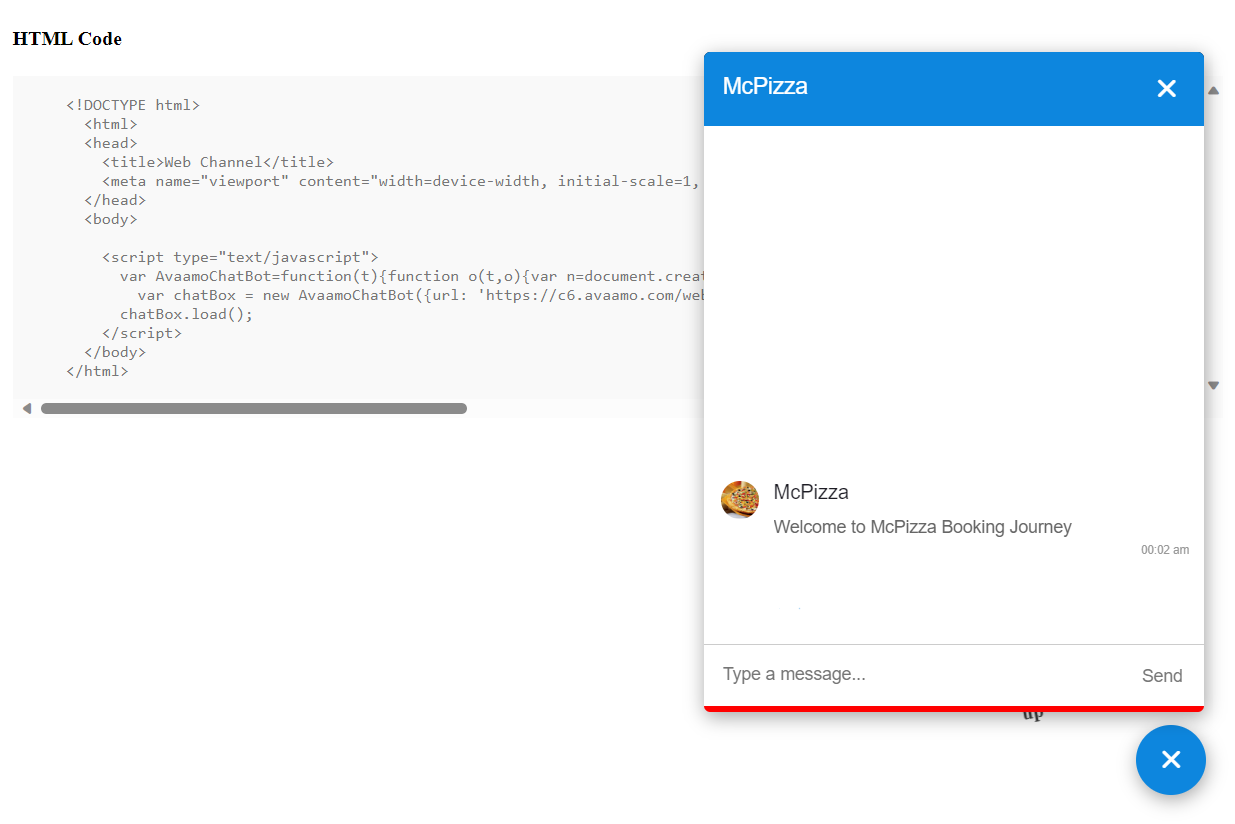 HTML Code
<!DOCTYPE html>
<html>
<head>
<title>Web Channel</title>
<meta name="viewport" content="width=device-width, initial-scale=1,
</head>
<body>
<script type="text/javascript">
var AvaamoChatBot=function(t){function o(t,o){var n=document.creat
var chatBox = new AvaamoChatBot({url: 'https://c6.avaamo.com/web
chatBox.load();
</script>
</body>
</html>
McPizza
McPizza
Welcome to McPizza Booking Journey
00:02 am
Type a message...
Send
up